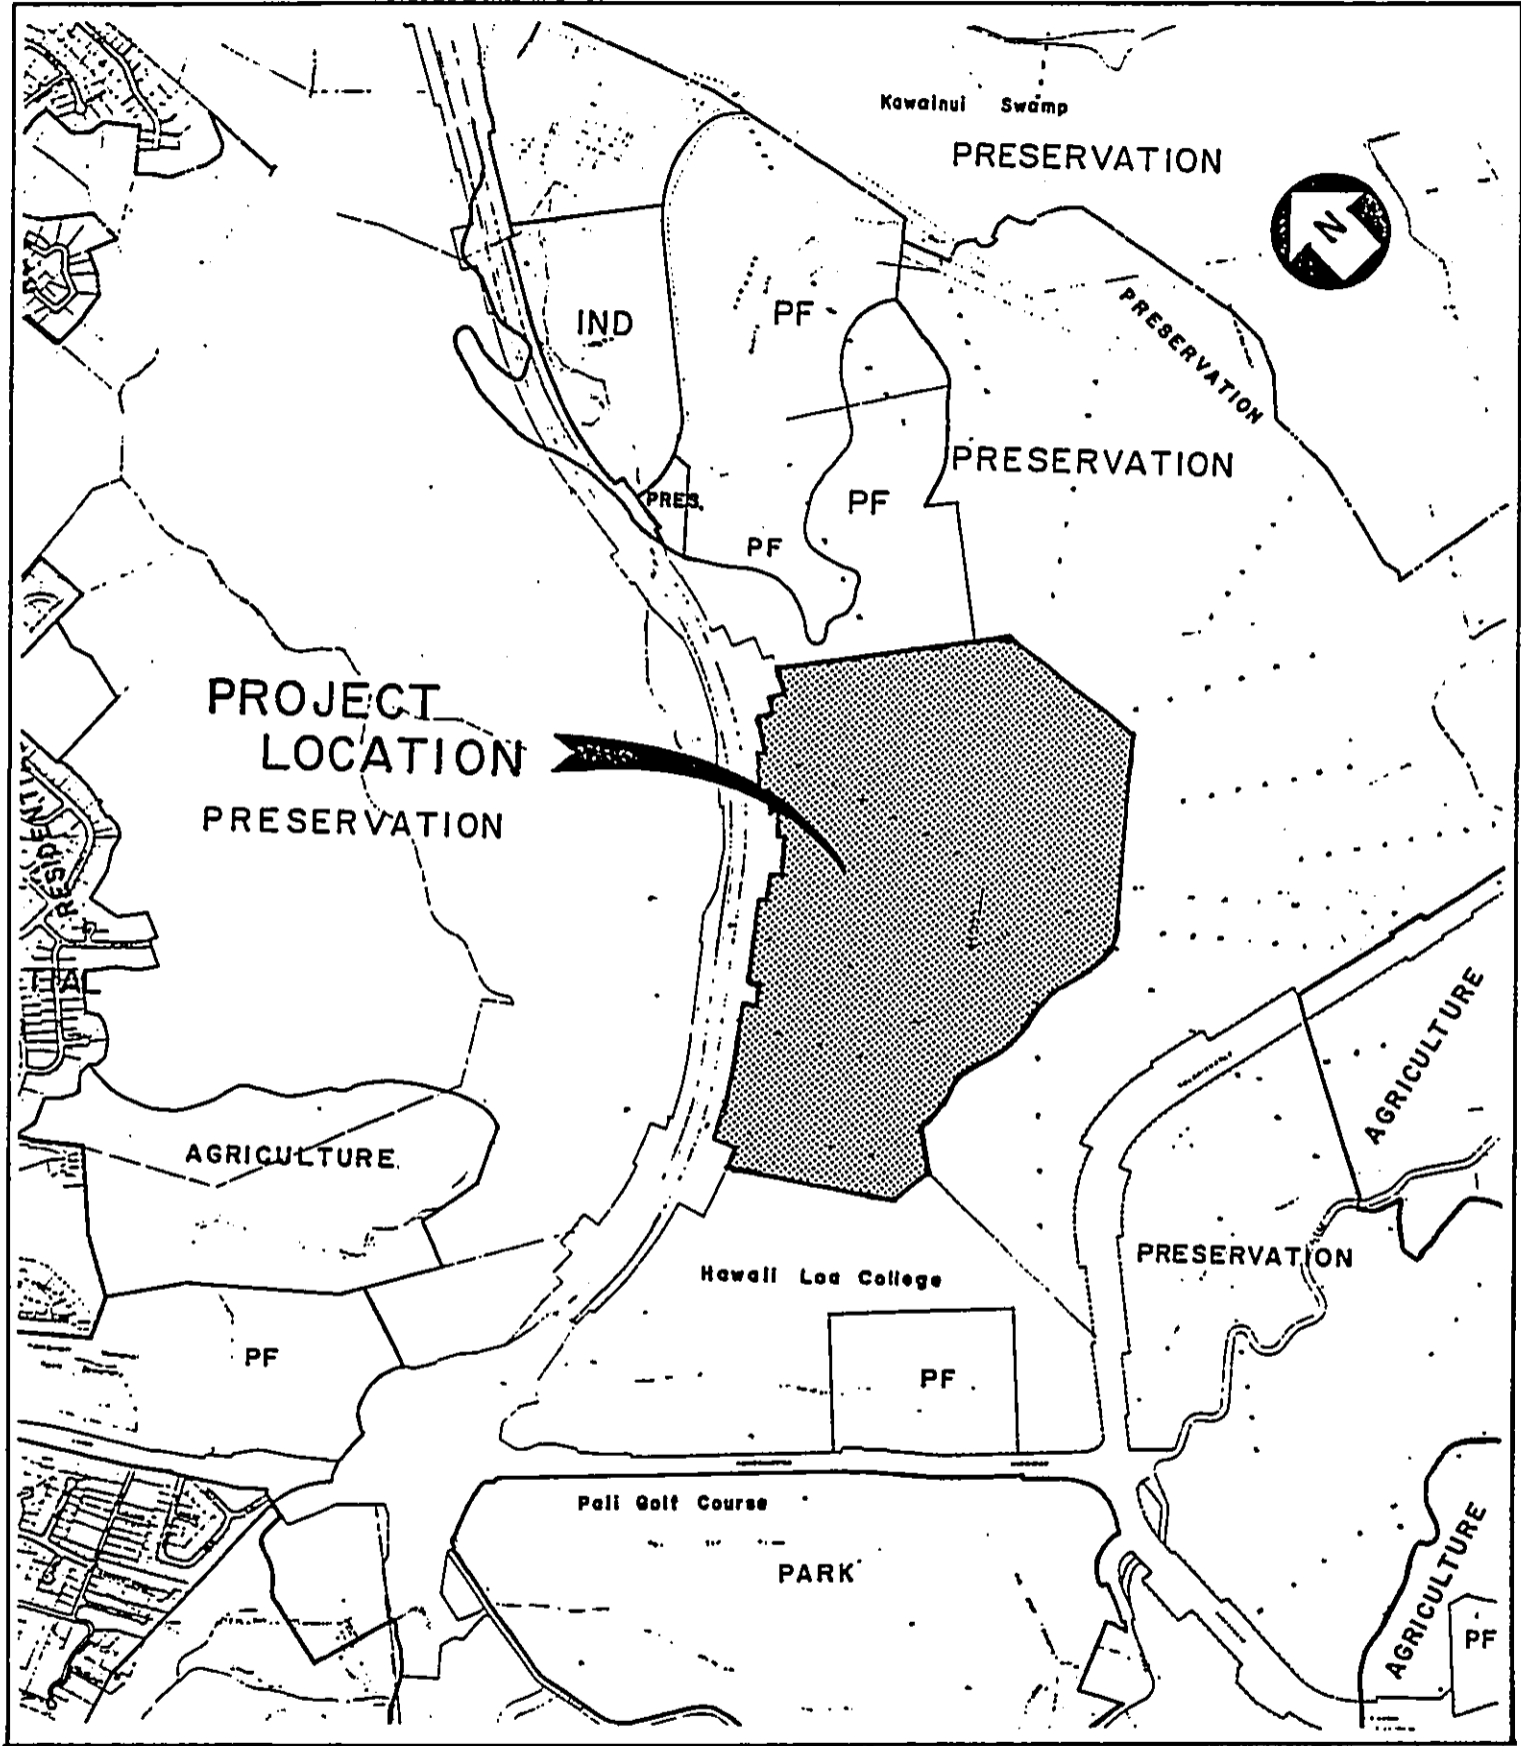 Kawainui Swamp
PRESERVATION
N
PRESERVATION
IND
PF
PRESERVATION
PRES.
PF
PF
PROJECT
LOCATION
PRESERVATION
RESIDENTIAL
AGRICULTURE
AGRICULTURE
PRESERVATION
Hawaii Loa College
PF
PF
Pali Golf Course
PARK
AGRICULTURE
PF